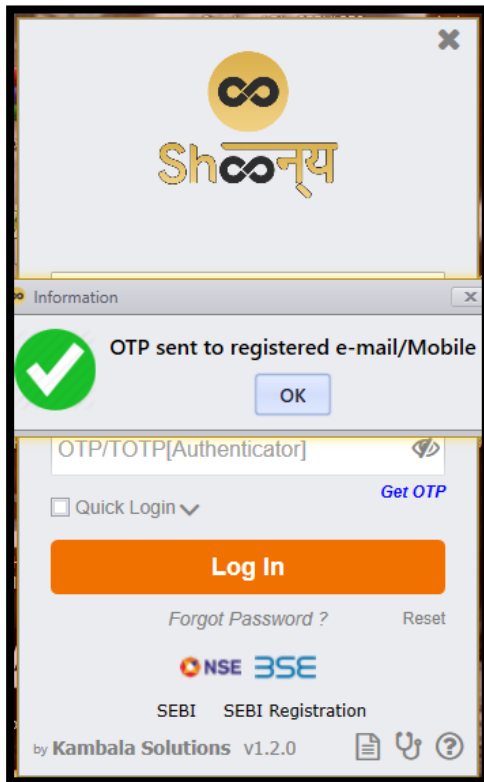 Shoonय
Information
OTP sent to registered e-mail/Mobile
OK
OTP/TOTP[Authenticator]
Get OTP
Quick Login
Log In
Forgot Password ?
Reset
NSE BSE
SEBI SEBI Registration
by Kambala Solutions v1.2.0